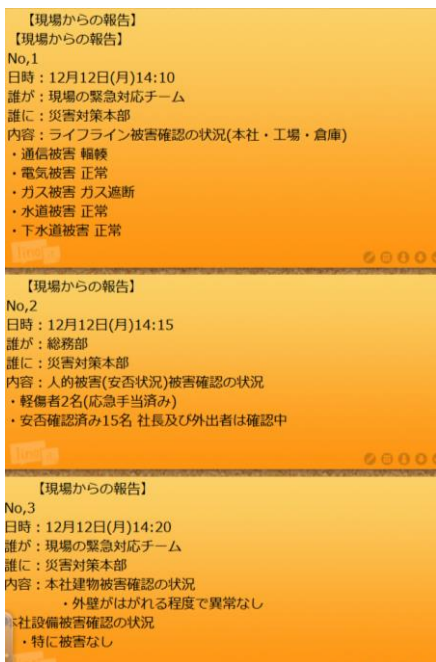 【現場からの報告】
【現場からの報告】
No,1
日時：12月12日(月)14:10
誰が：現場の緊急対応チーム
誰に：災害対策本部
内容：ライフライン被害確認の状況(本社・工場・倉庫)
・通信被害 輻輳
・電気被害 正常
・ガス被害 ガス遮断
・水道被害 正常
・下水道被害 正常
【現場からの報告】
No,2
日時：12月12日(月)14:15
誰が：総務部
誰に：災害対策本部
内容：人的被害(安否状況)被害確認の状況
・軽傷者2名(応急手当済み)
・安否確認済み15名 社長及び外出者は確認中
【現場からの報告】
No,3
日時：12月12日(月)14:20
誰が：現場の緊急対応チーム
誰に：災害対策本部
内容：本社建物被害確認の状況
・外壁がはがれる程度で異常なし
本社設備被害確認の状況
・特に被害なし